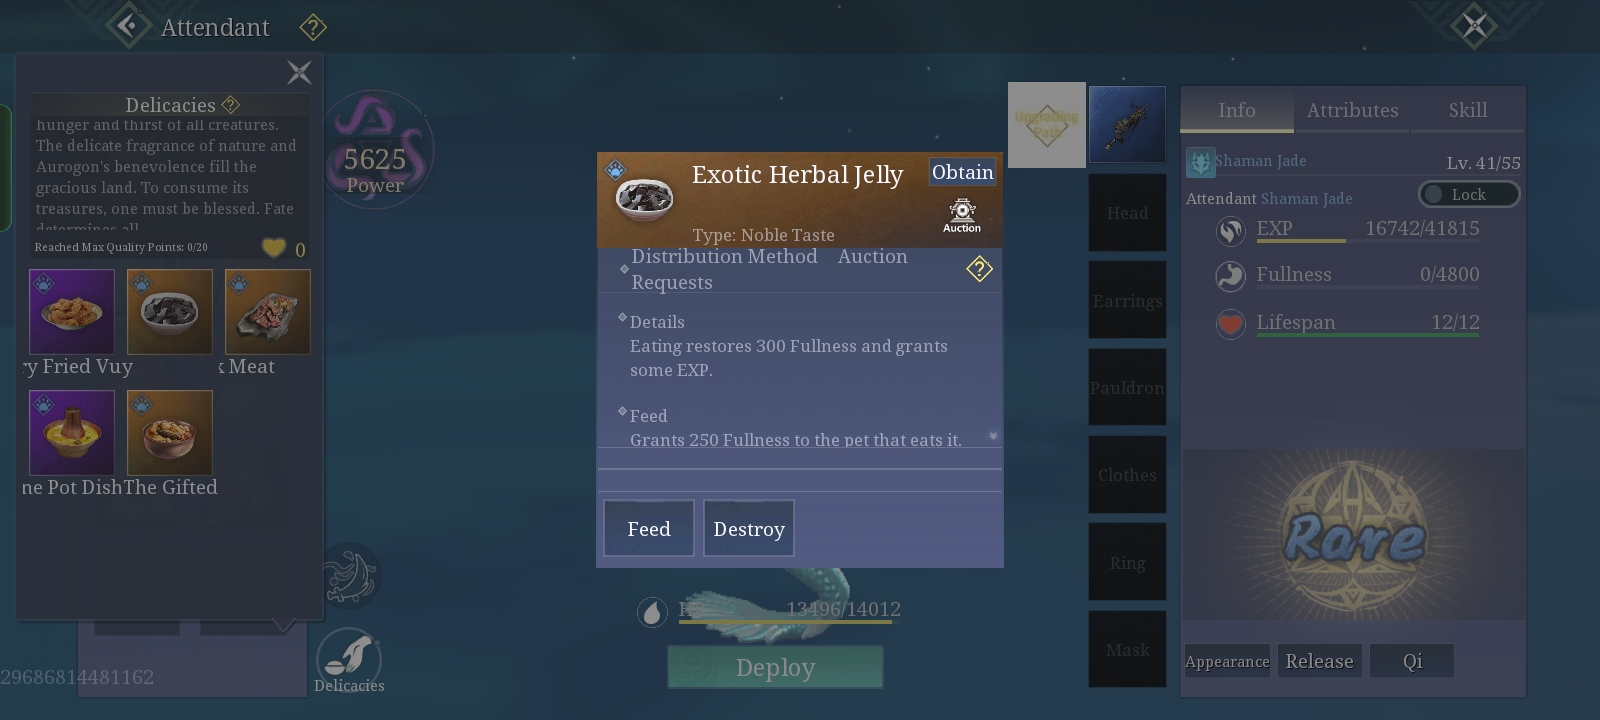 Attendant
Delicacies
hunger and thirst of all creatures.
The delicate fragrance of nature and
Aurogon's benevolence fill the
gracious land. To consume its
treasures, one must be blessed. Fate
determines all
Reached Max Quality Points: 0/20
0
ry Fried Vuy
k Meat
ne Pot Dish
The Gifted
29686814481162
5625
Power
Delicacies
Exotic Herbal Jelly
Obtain
Auction
Type: Noble Taste
Distribution Method Auction
Requests
Details
Eating restores 300 Fullness and grants
some EXP.
Feed
Grants 250 Fullness to the pet that eats it.
Feed
Destroy
HP 13496/14012
Deploy
Upgrading
Path
Head
Earrings
Pauldron
Clothes
Ring
Mask
Info
Attributes
Skill
Shaman Jade
Lv. 41/55
Attendant Shaman Jade
Lock
EXP 16742/41815
Fullness 0/4800
Lifespan 12/12
Rare
Appearance
Release
Qi